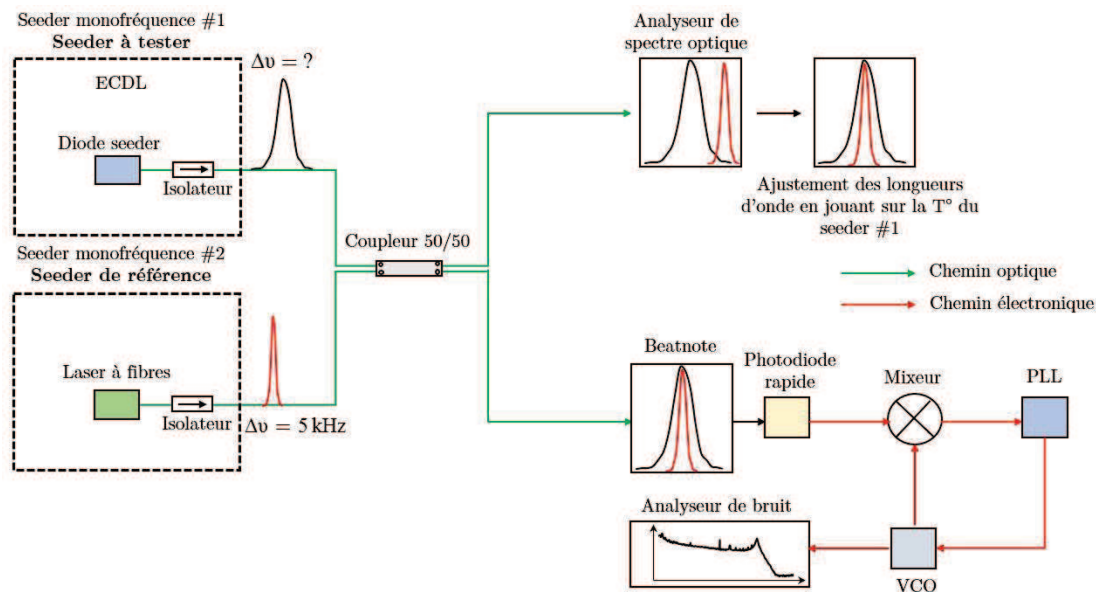 Seeder monofréquence #1
Seeder à tester
ECDL
Δυ = ?
Diode seeder
Isolateur
Seeder monofréquence #2
Seeder de référence
Laser à fibres
Isolateur
Δυ = 5 kHz
Coupleur 50/50
Analyseur de
spectre optique
Ajustement des longueurs
d'onde en jouant sur la T° du
seeder #1
Chemin optique
Chemin électronique
Beatnote
Photodiode
rapide
Mixeur
PLL
Analyseur de bruit
VCO